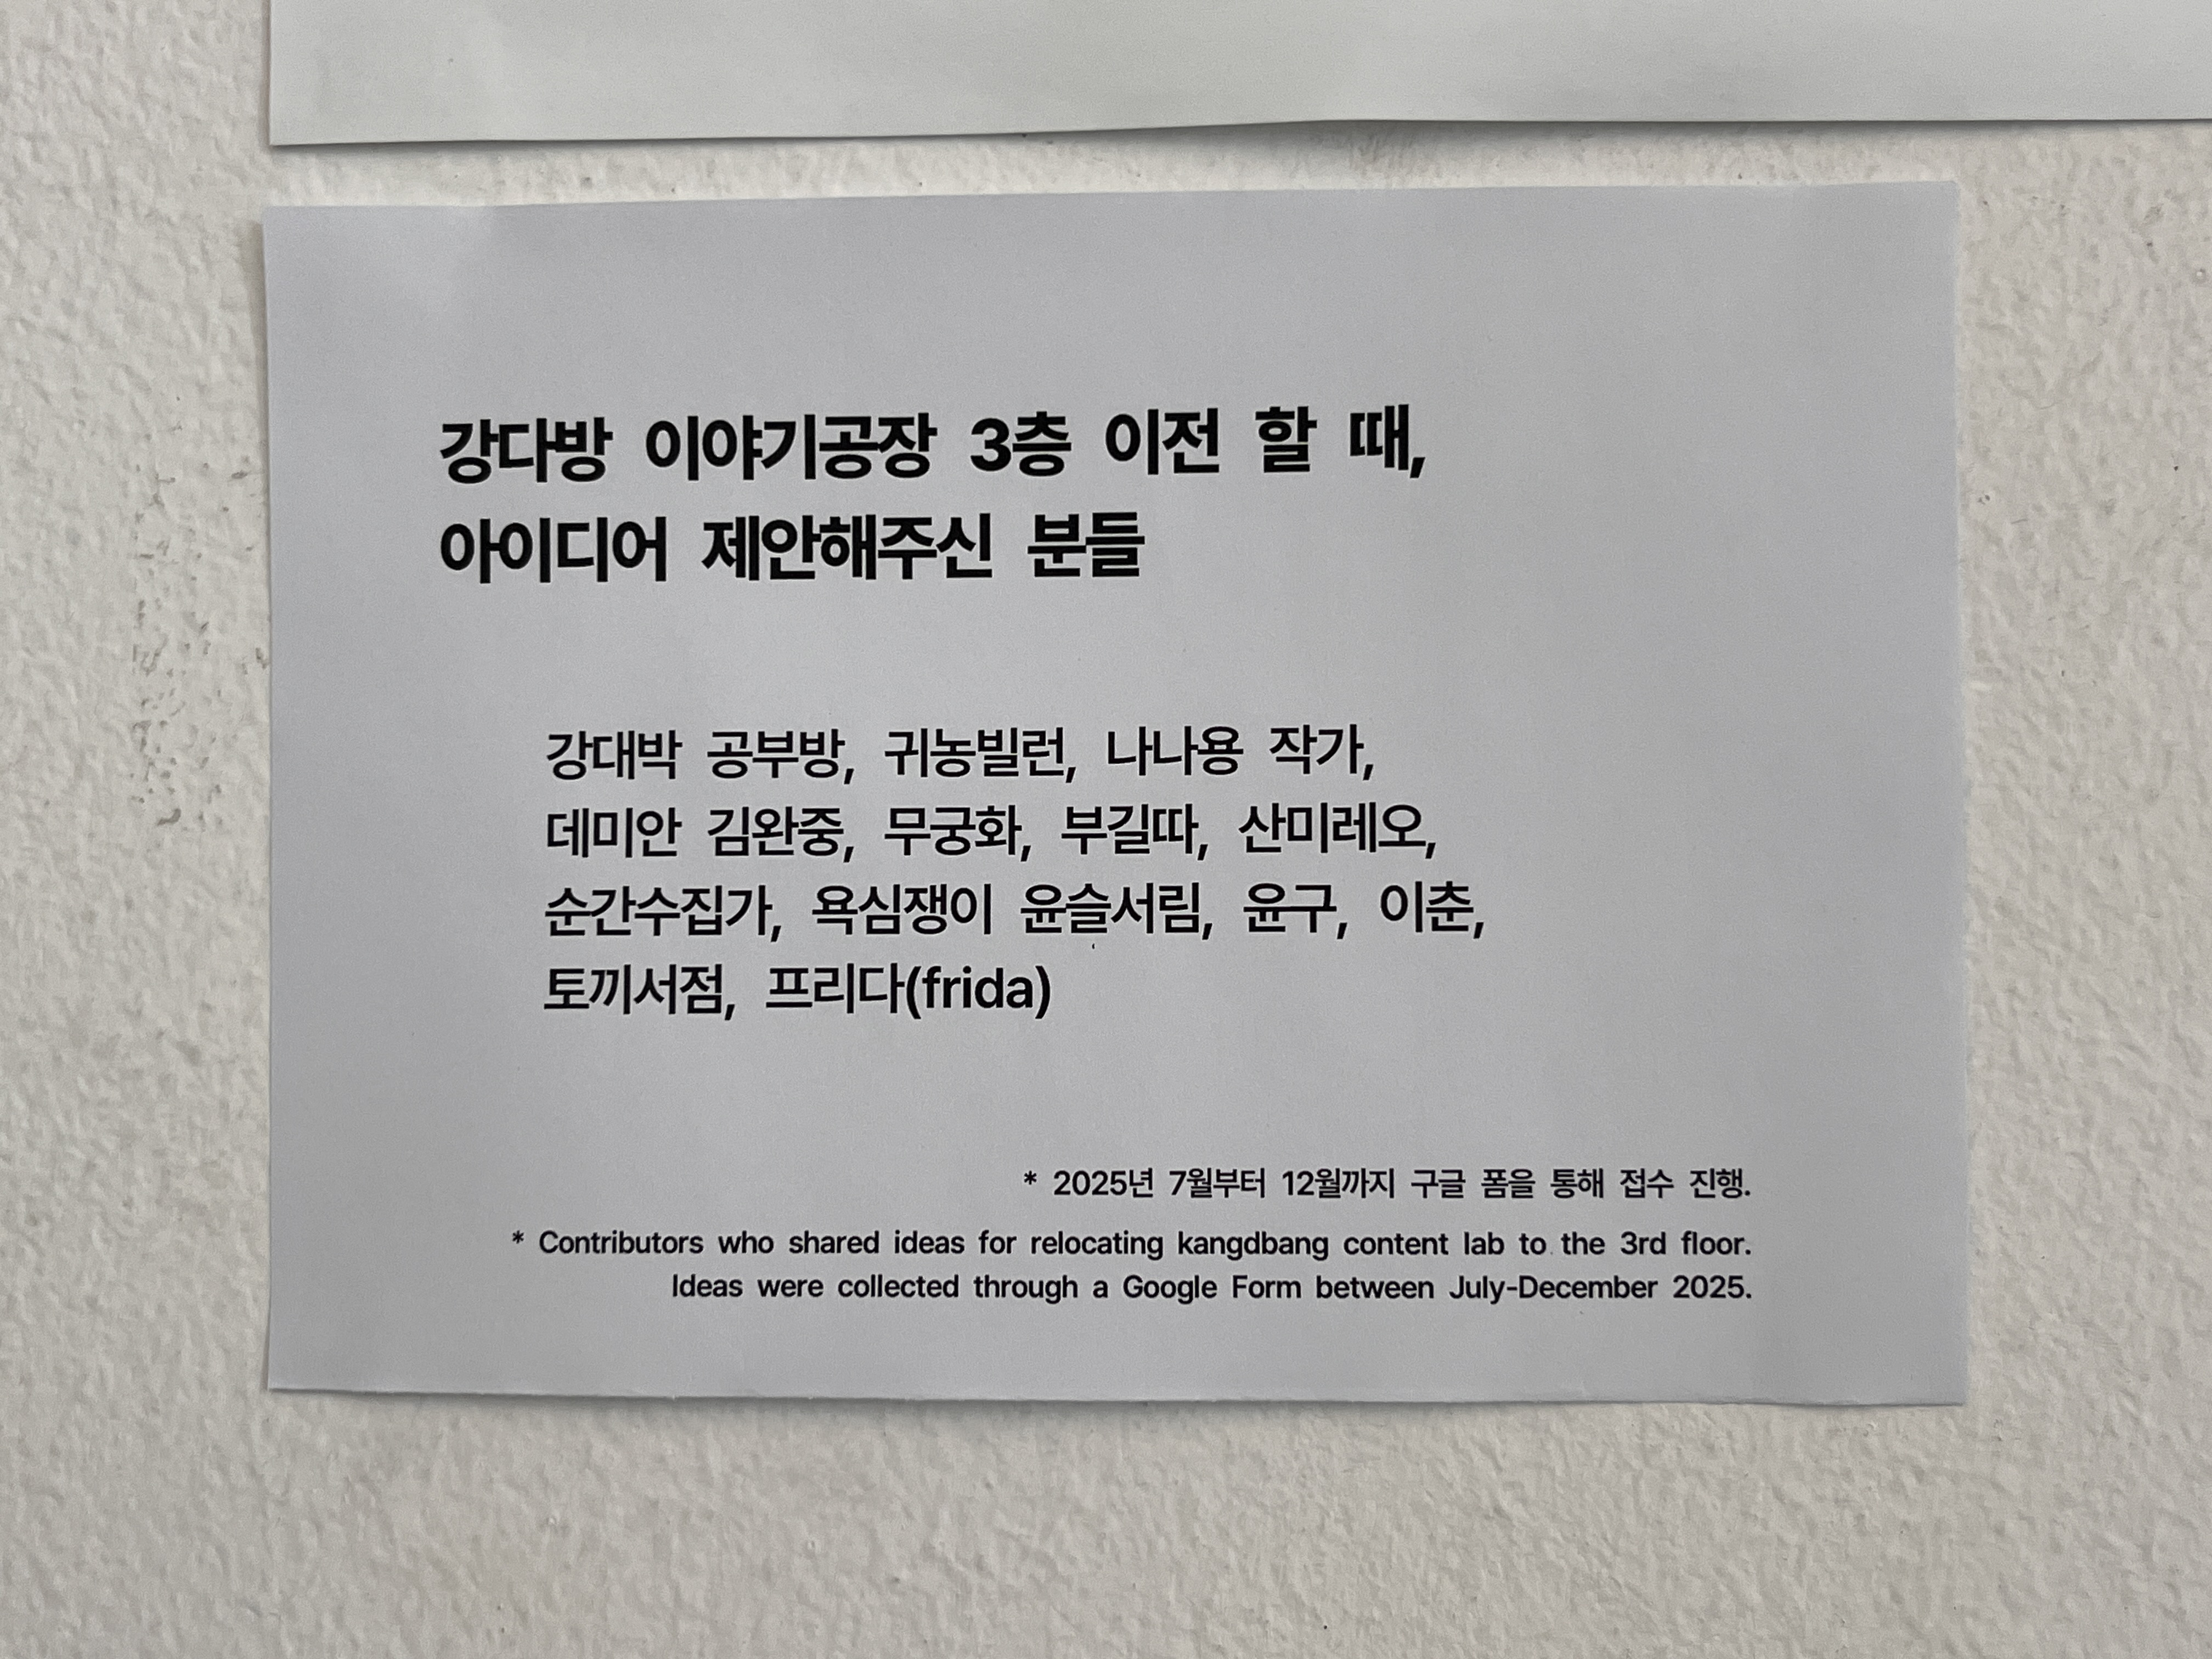 강다방 이야기공장 3층 이전 할 때,
아이디어 제안해주신 분들
강대박 공부방, 귀농빌런, 나나용 작가,
데미안 김완중, 무궁화, 부길따, 산미레오,
순간수집가, 욕심쟁이 윤슬서림, 윤구, 이춘,
토끼서점, 프리다(frida)
* 2025년 7월부터 12월까지 구글 폼을 통해 접수 진행.
* Contributors who shared ideas for relocating kangdbang content lab to the 3rd floor.
Ideas were collected through a Google Form between July-December 2025.